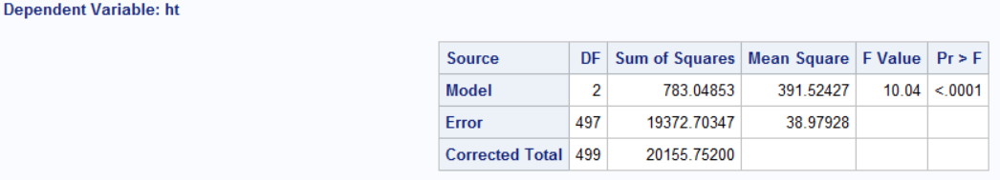 Dependent Variable: ht
Source DF Sum of Squares Mean Square F Value Pr > F
Model 2 783.04853 391.52427 10.04 <.0001
Error 497 19372.70347 38.97928
Corrected Total 499 20155.75200